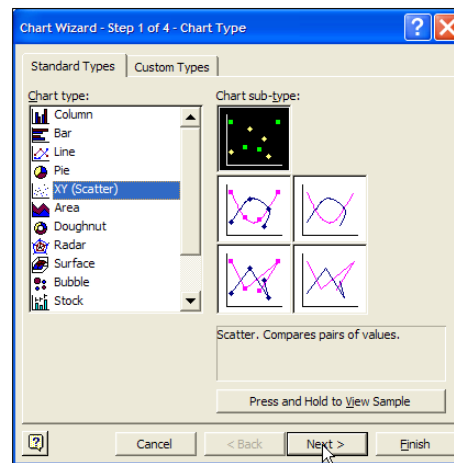 Chart Wizard - Step 1 of 4 - Chart Type
Standard Types
Custom Types
Chart type:
Column
Bar
Line
Pie
XY (Scatter)
Area
Doughnut
Radar
Surface
Bubble
Stock
Chart sub-type:
Scatter. Compares pairs of values.
Press and Hold to View Sample
Cancel
< Back
Next >
Finish